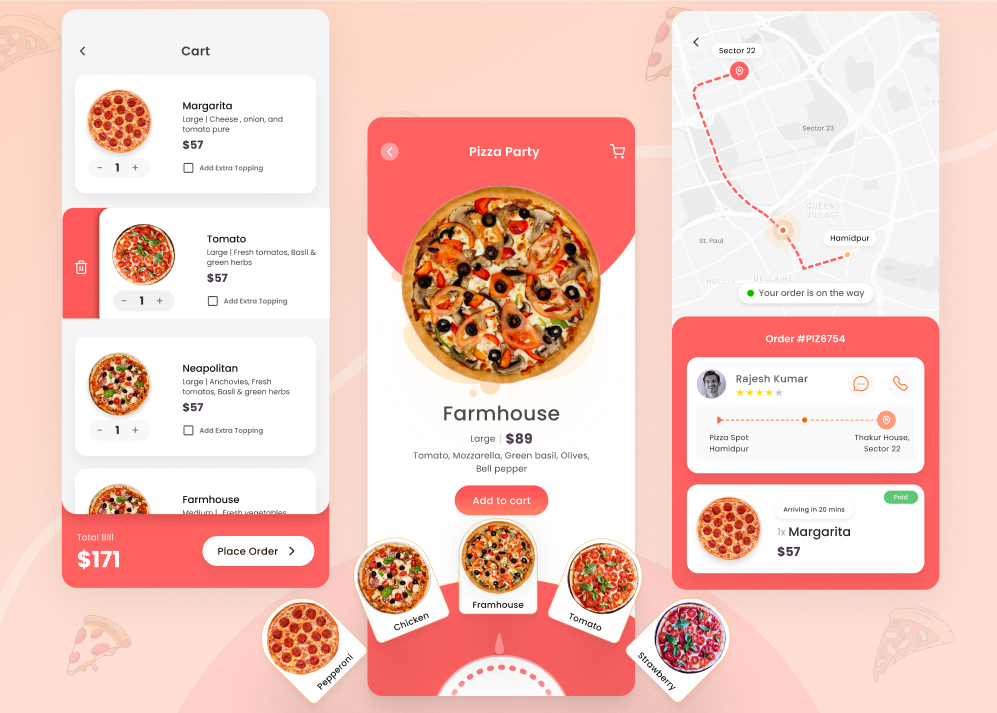 Cart
Margarita
Large | Cheese , onion, and
tomato pure
$57
- 1 +
Add Extra Topping
Tomato
Large | Fresh tomatos, Basil &
green herbs
$57
- 1 +
Add Extra Topping
Neapolitan
Large | Anchovies, Fresh
tomatos, Basil & green herbs
$57
- 1 +
Add Extra Topping
Farmhouse
Medium | Fresh vegetables
Total Bill
$171
Place Order
Pizza Party
Farmhouse
Large | $89
Tomato, Mozzarella, Green basil, Olives,
Bell pepper
Add to cart
Pepperoni
Chicken
Framhouse
Tomato
Strawberry
Sector 22
Sector 23
QUEENS
VILLAGE
St. Paul
Hamidpur
HOLLIS
BELLAIRE
Your order is on the way
Order #PIZ6754
Rajesh Kumar
Pizza Spot
Hamidpur
Thakur House,
Sector 22
Paid
Arriving in 20 mins
1x Margarita
$57